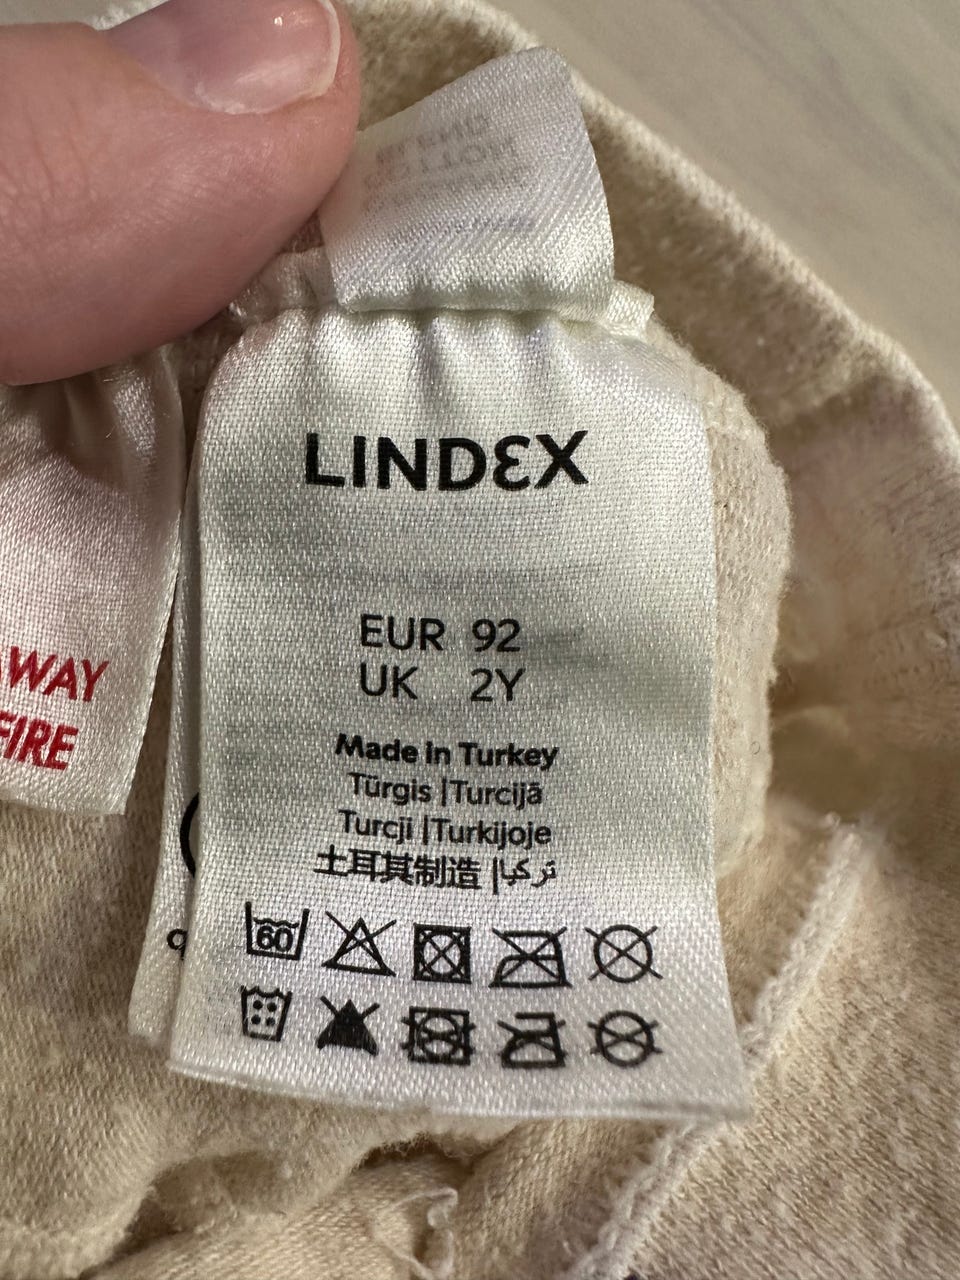 LINDEX
EUR 92
UK 2Y
Made in Turkey
Türgis |Turcijā
Turcji |Turkijoje
土耳其制造 |تركيا
60
AWAY
FIRE